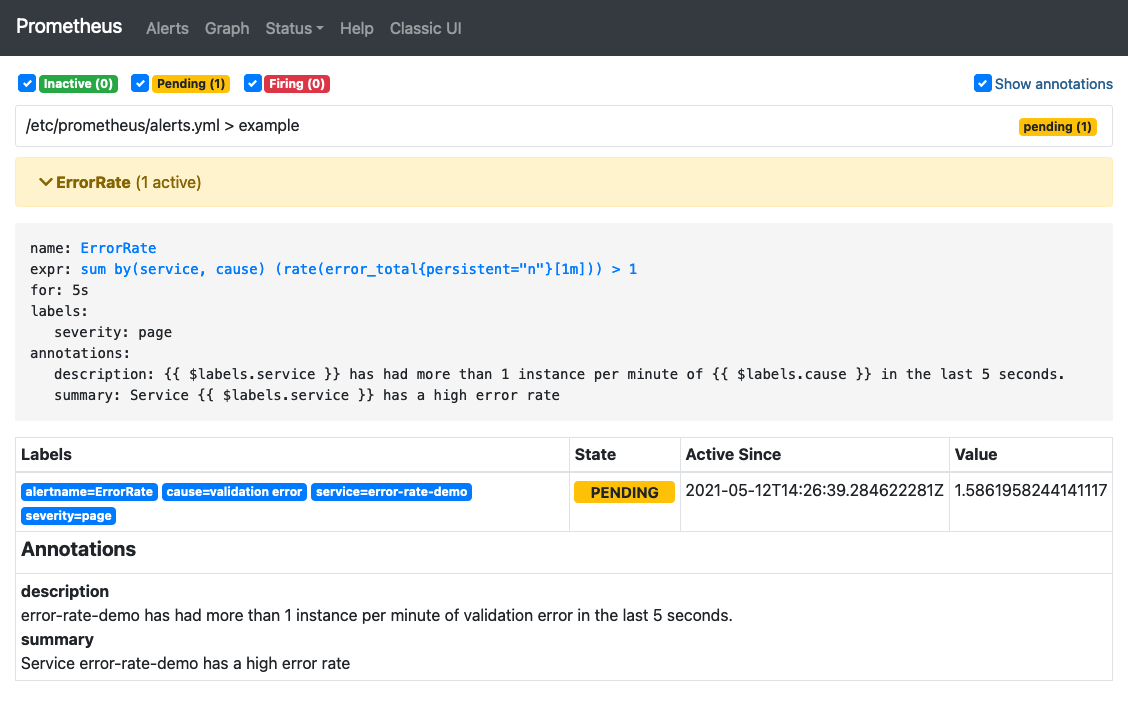 Prometheus Alerts Graph Status Help Classic UI
Inactive (0) Pending (1) Firing (0) Show annotations
/etc/prometheus/alerts.yml > example pending (1)
ErrorRate (1 active)
name: ErrorRate
expr: sum by(service, cause) (rate(error_total{persistent="n"}[1m])) > 1
for: 5s
labels:
severity: page
annotations:
description: {{ $labels.service }} has had more than 1 instance per minute of {{ $labels.cause }} in the last 5 seconds.
summary: Service {{ $labels.service }} has a high error rate
Labels State Active Since Value
alertname=ErrorRate cause=validation error service=error-rate-demo PENDING 2021-05-12T14:26:39.284622281Z 1.5861958244141117
severity=page
Annotations
description
error-rate-demo has had more than 1 instance per minute of validation error in the last 5 seconds.
summary
Service error-rate-demo has a high error rate